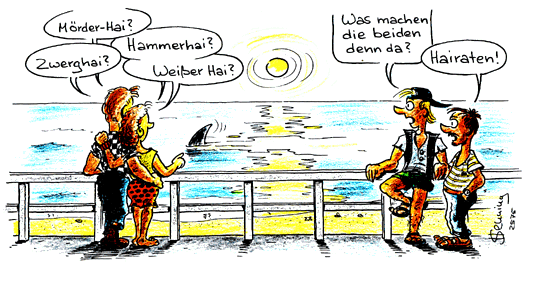 Mörder-Hai?
Zwerghai?
Hammerhai?
Weißer Hai?
Was machen
die beiden
denn da?
Hairaten!